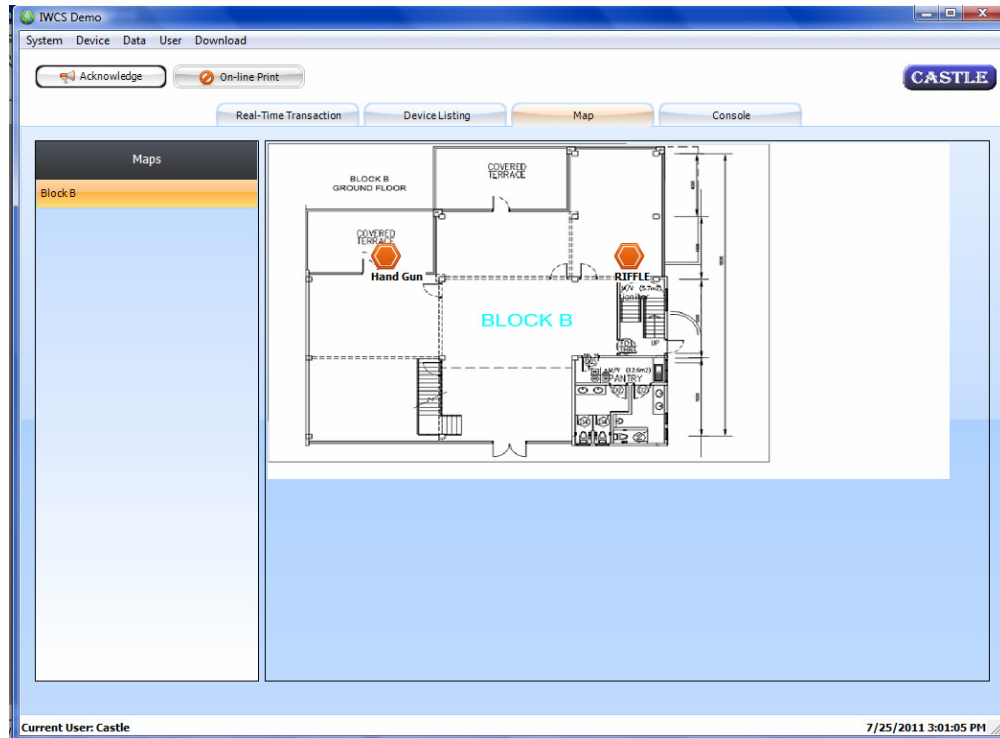 IWCS Demo
System Device Data User Download
Acknowledge On-line Print
CASTLE
Real-Time Transaction Device Listing Map Console
Maps
Block B
BLOCK B
GROUND FLOOR
COVERED
TERRACE
COVERED
TERRACE
Hand Gun
RIFFLE
BLOCK B
UP
PANTRY
Current User: Castle
7/25/2011 3:01:05 PM